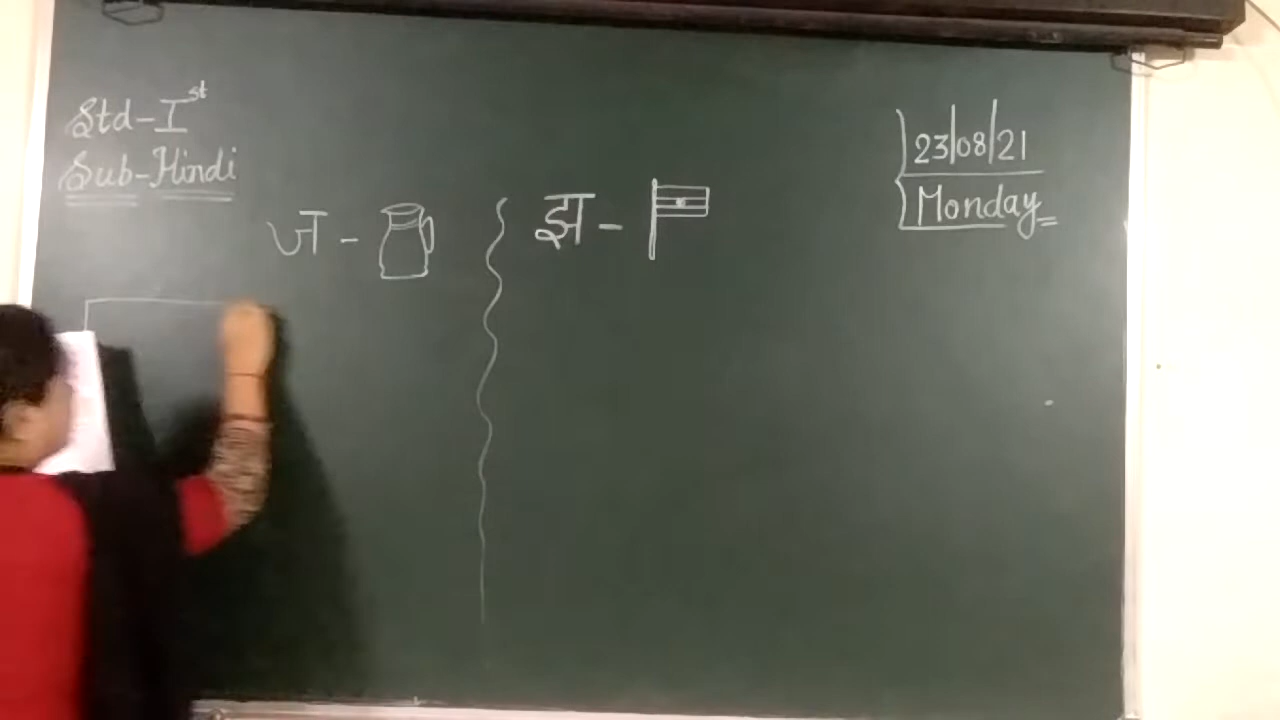 Std-Ist
Sub-Hindi
23/08/21
Monday
ज -
झ -